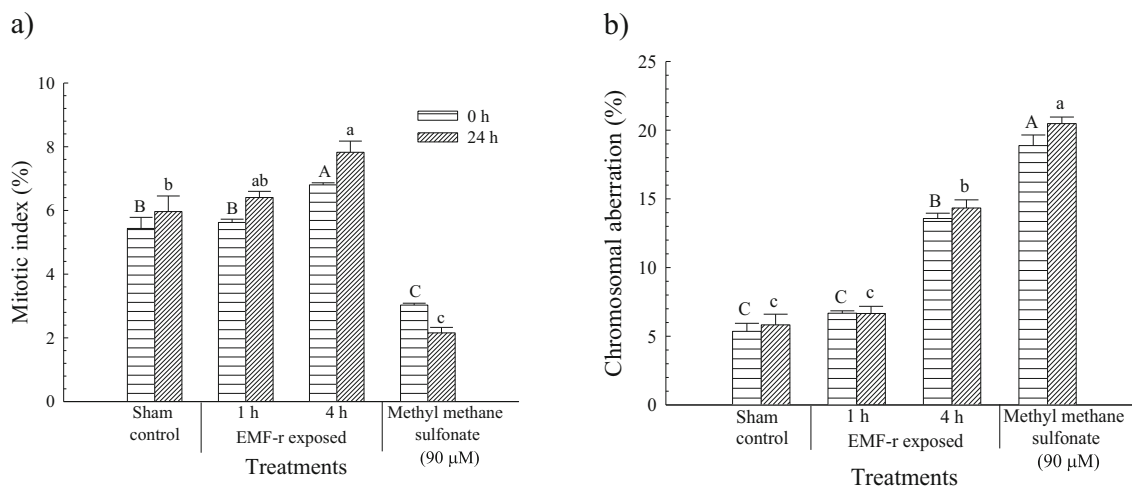 a)
10
8
6
4
2
0
Mitotic index (%)
0 h
24 h
B
b
B
ab
A
a
C
c
Sham
control
1 h
4 h
EMF-r exposed
Methyl methane
sulfonate
(90 µM)
Treatments
b)
25
20
15
10
5
0
Chromosomal aberration (%)
C
c
C
c
B
b
A
a
Sham
control
1 h
4 h
EMF-r exposed
Methyl methane
sulfonate
(90 µM)
Treatments